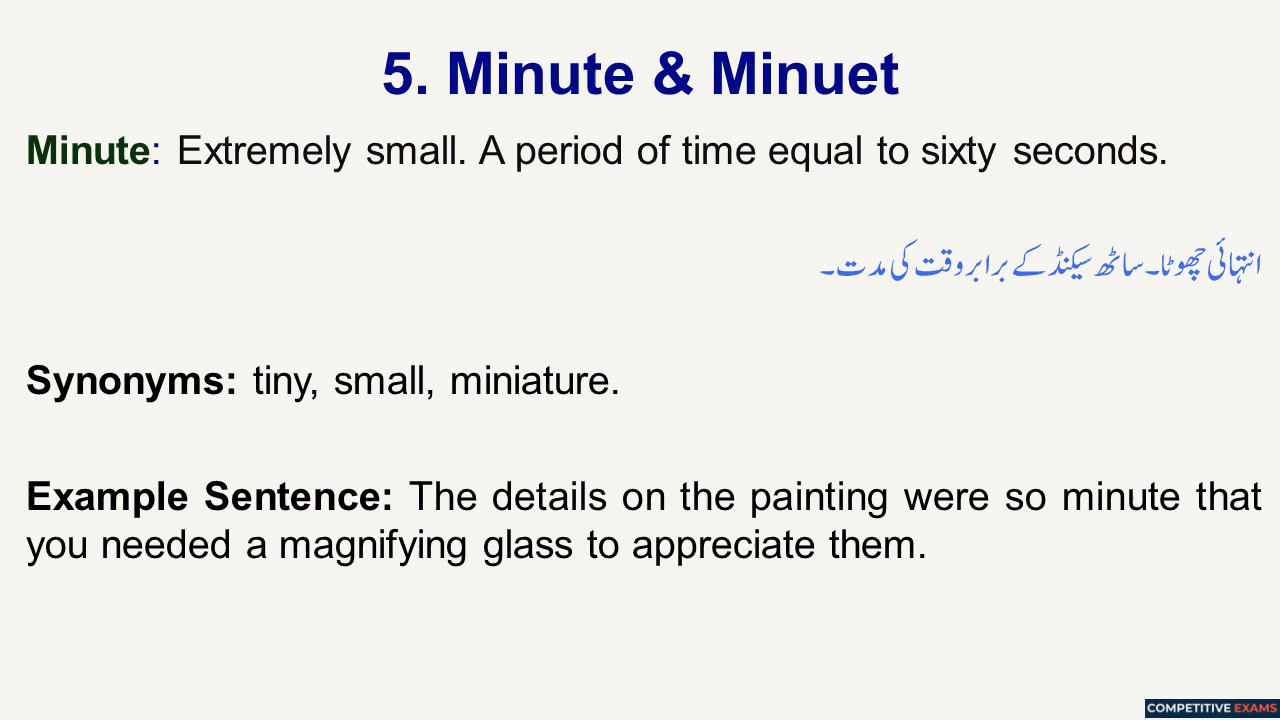 5. Minute & Minuet
Minute: Extremely small. A period of time equal to sixty seconds.
انتہائی چھوٹا۔ ساٹھ سیکنڈ کے برابر وقت کی مدت۔
Synonyms: tiny, small, miniature.
Example Sentence: The details on the painting were so minute that
you needed a magnifying glass to appreciate them.
COMPETITIVE EXAMS